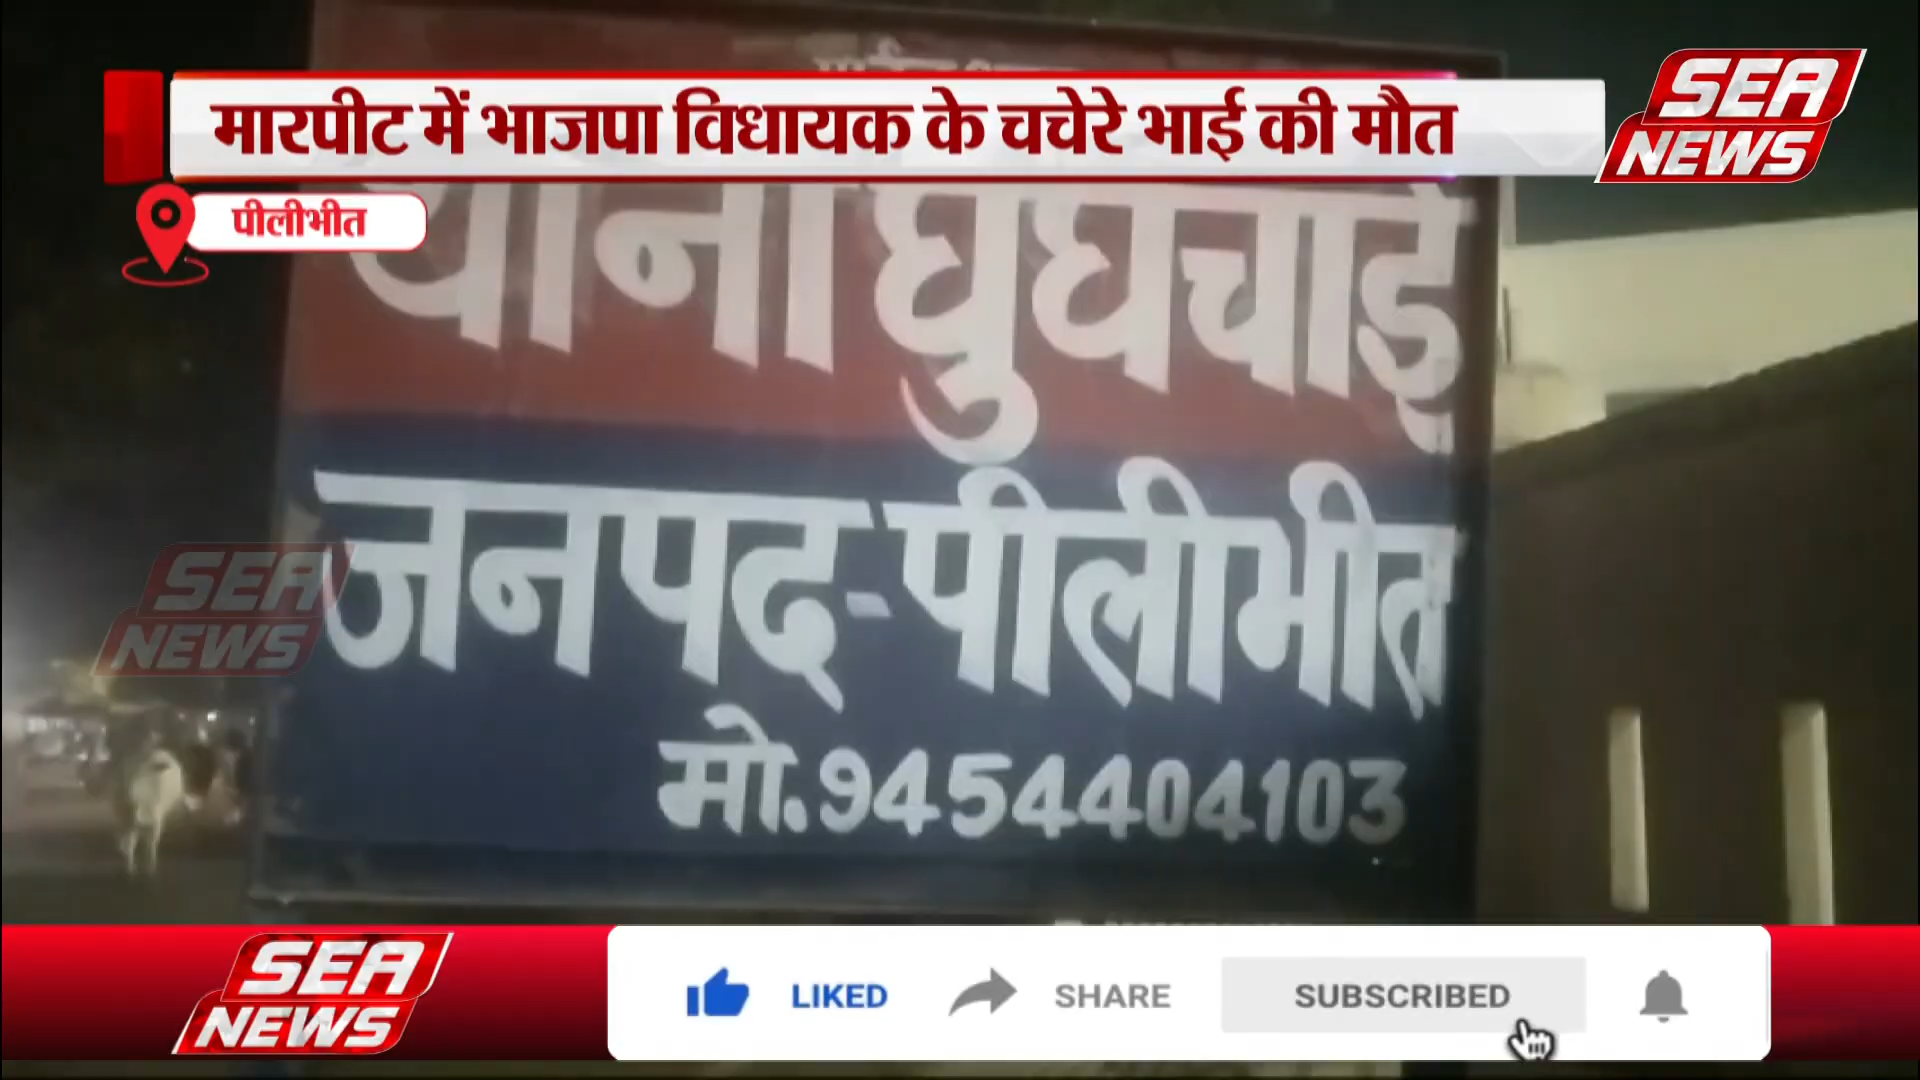 मारपीट में भाजपा विधायक के चचेरे भाई की मौत
SEA
NEWS
पीलीभीत
थाना घुघचाई
जनपद-पीलीभीत
SEA
NEWS
मो.9454404103
SEA
NEWS
LIKED
SHARE
SUBSCRIBED